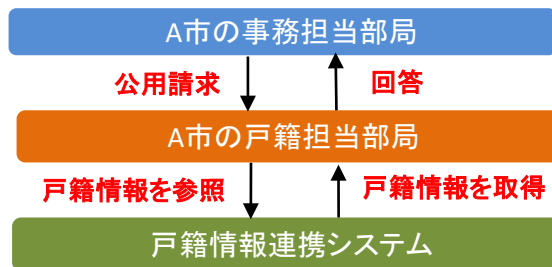 A市の事務担当部局
公用請求 回答
A市の戸籍担当部局
戸籍情報を参照 戸籍情報を取得
戸籍情報連携システム